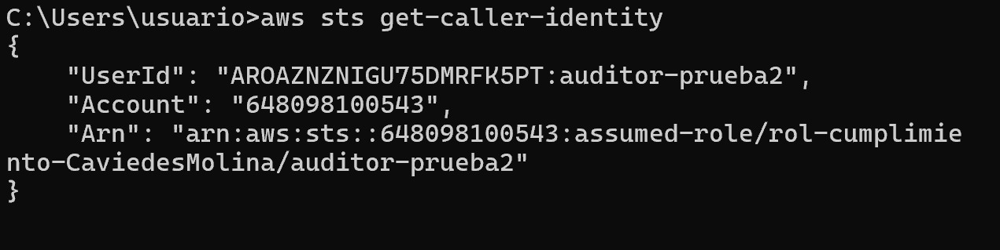 C:\Users\usuario>aws sts get-caller-identity
{
    "UserId": "AROAZNZNIGU75DMRFK5PT:auditor-prueba2",
    "Account": "648098100543",
    "Arn": "arn:aws:sts::648098100543:assumed-role/rol-cumplimie
nto-CaviedesMolina/auditor-prueba2"
}